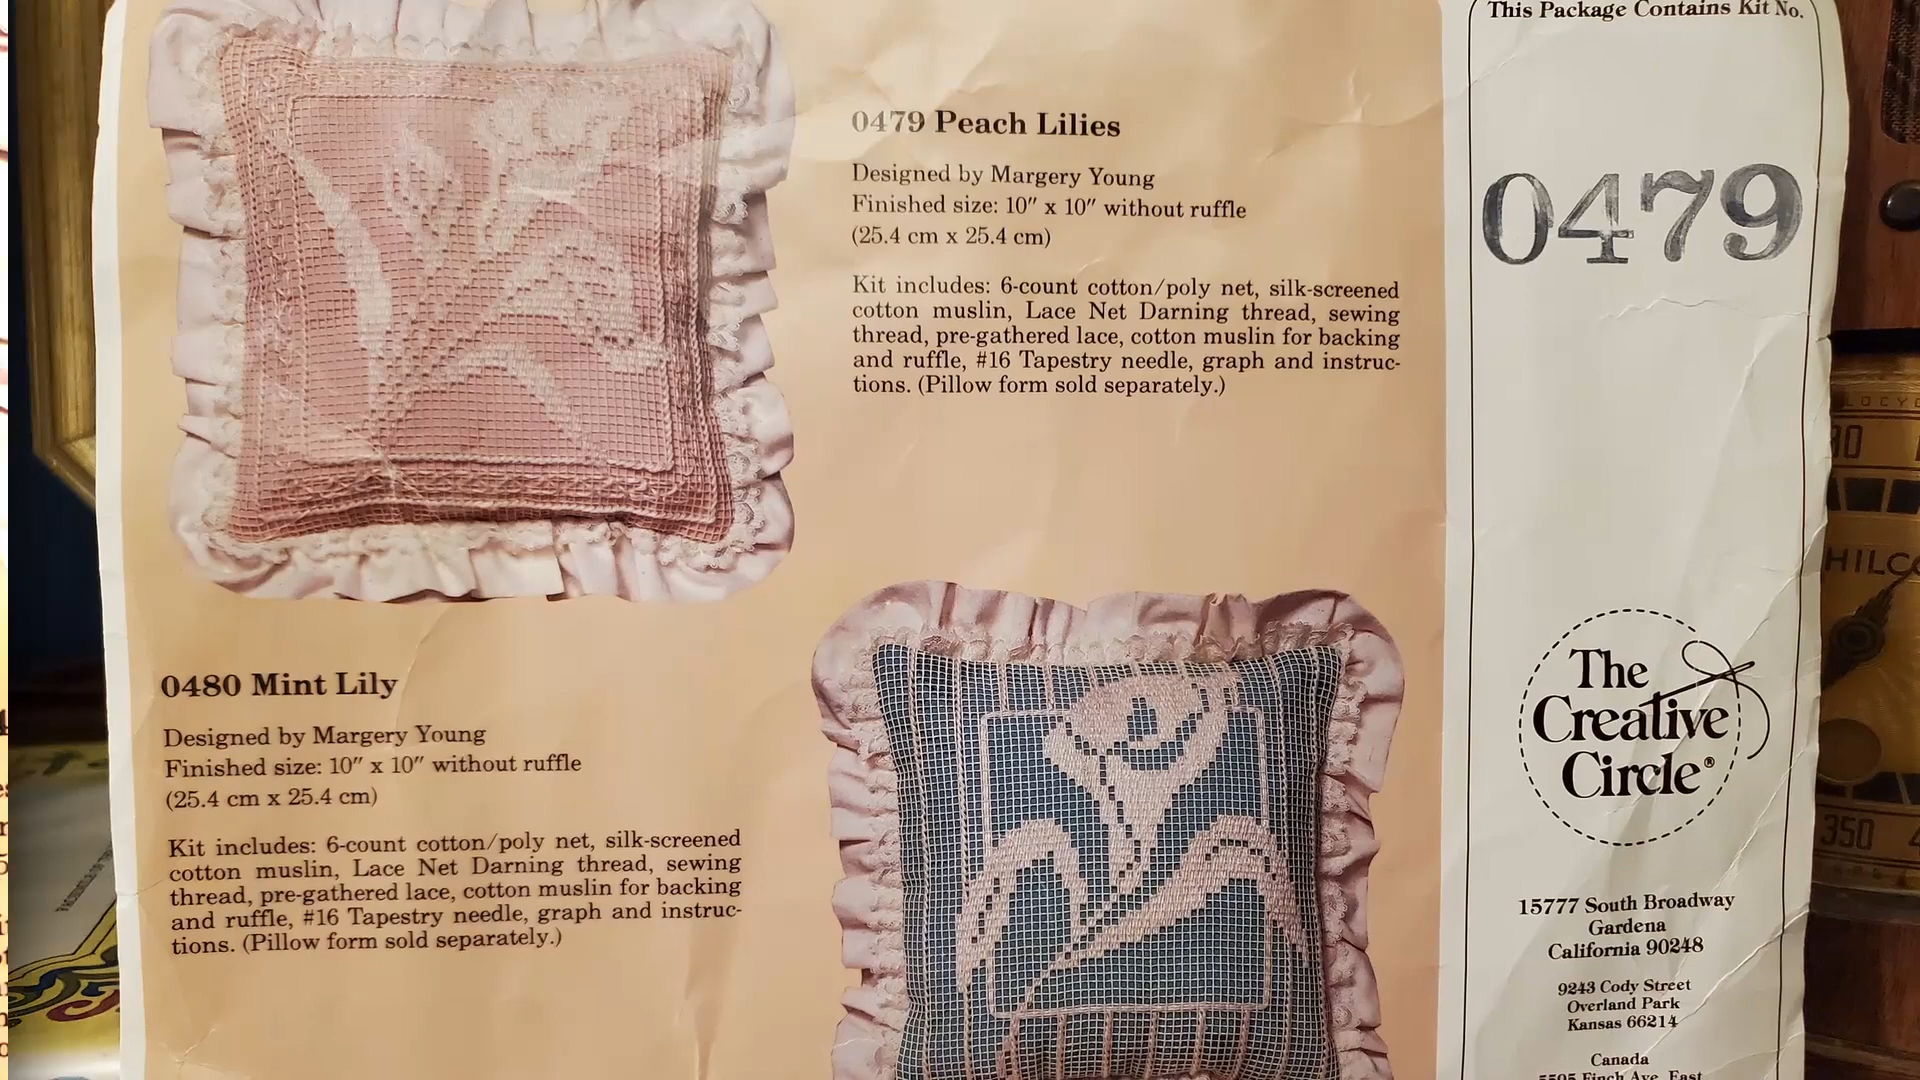 This Package Contains Kit No.
0479
0479 Peach Lilies
Designed by Margery Young
Finished size: 10″ x 10″ without ruffle
(25.4 cm x 25.4 cm)
Kit includes: 6-count cotton/poly net, silk-screened
cotton muslin, Lace Net Darning thread, sewing
thread, pre-gathered lace, cotton muslin for backing
and ruffle, #16 Tapestry needle, graph and instruc-
tions. (Pillow form sold separately.)
0480 Mint Lily
Designed by Margery Young
Finished size: 10″ x 10″ without ruffle
(25.4 cm x 25.4 cm)
Kit includes: 6-count cotton/poly net, silk-screened
cotton muslin, Lace Net Darning thread, sewing
thread, pre-gathered lace, cotton muslin for backing
and ruffle, #16 Tapestry needle, graph and instruc-
tions. (Pillow form sold separately.)
The
Creative
Circle®
15777 South Broadway
Gardena
California 90248
9243 Cody Street
Overland Park
Kansas 66214
Canada
5505 Finch Ave. East
350